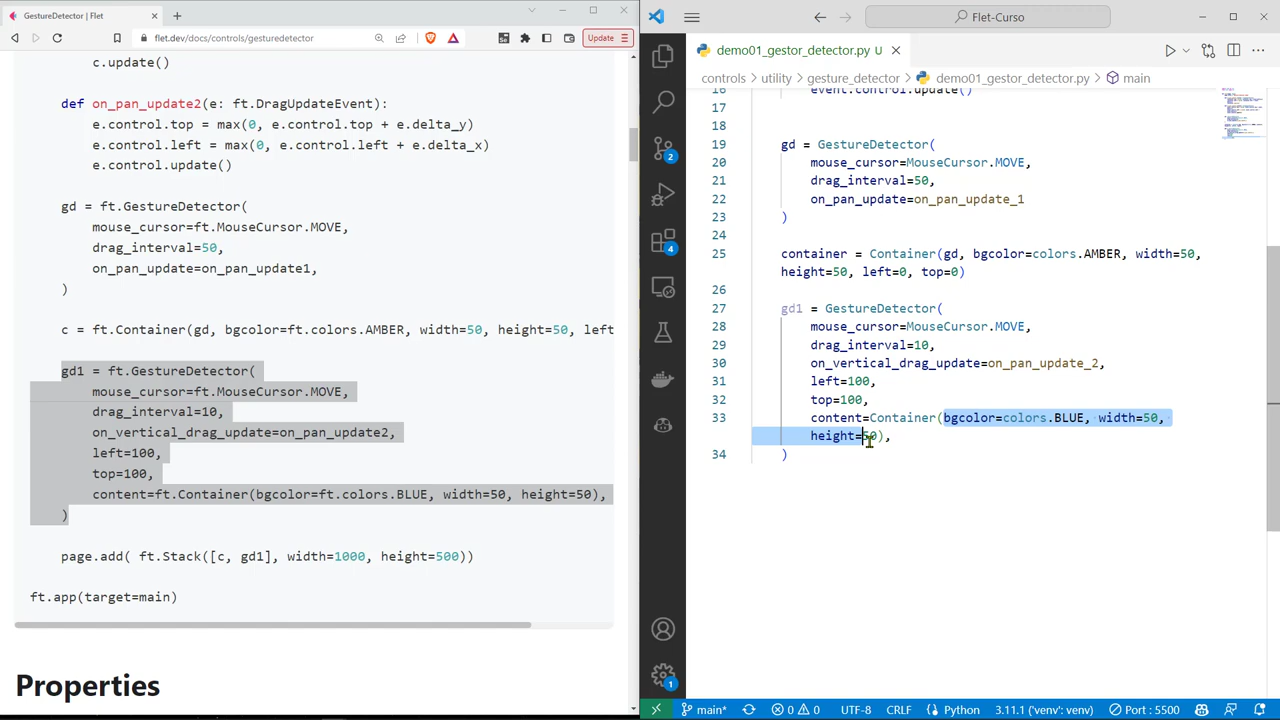 GestureDetector | Flet
flet.dev/docs/controls/gesturedetector
Update
c.update()
def on_pan_update2(e: ft.DragUpdateEvent):
e.control.top = max(0, e.control.top + e.delta_y)
e.control.left = max(0, e.control.left + e.delta_x)
e.control.update()
gd = ft.GestureDetector(
mouse_cursor=ft.MouseCursor.MOVE,
drag_interval=50,
on_pan_update=on_pan_update1,
)
c = ft.Container(gd, bgcolor=ft.colors.AMBER, width=50, height=50, left
gd1 = ft.GestureDetector(
mouse_cursor=ft.MouseCursor.MOVE,
drag_interval=10,
on_vertical_drag_update=on_pan_update2,
left=100,
top=100,
content=ft.Container(bgcolor=ft.colors.BLUE, width=50, height=50),
)
page.add( ft.Stack([c, gd1], width=1000, height=500))
ft.app(target=main)
Properties
Flet-Curso
demo01_gestor_detector.py U
controls > utility > gesture_detector > demo01_gestor_detector.py > main
16 event.control.update()
17
18
19 gd = GestureDetector(
20 mouse_cursor=MouseCursor.MOVE,
21 drag_interval=50,
22 on_pan_update=on_pan_update_1
23 )
24
25 container = Container(gd, bgcolor=colors.AMBER, width=50,
height=50, left=0, top=0)
26
27 gd1 = GestureDetector(
28 mouse_cursor=MouseCursor.MOVE,
29 drag_interval=10,
30 on_vertical_drag_update=on_pan_update_2,
31 left=100,
32 top=100,
33 content=Container(bgcolor=colors.BLUE, width=50,
height=50),
34 )
2
4
1
main* 0 0 UTF-8 CRLF Python 3.11.1 ('venv': venv) Port : 5500